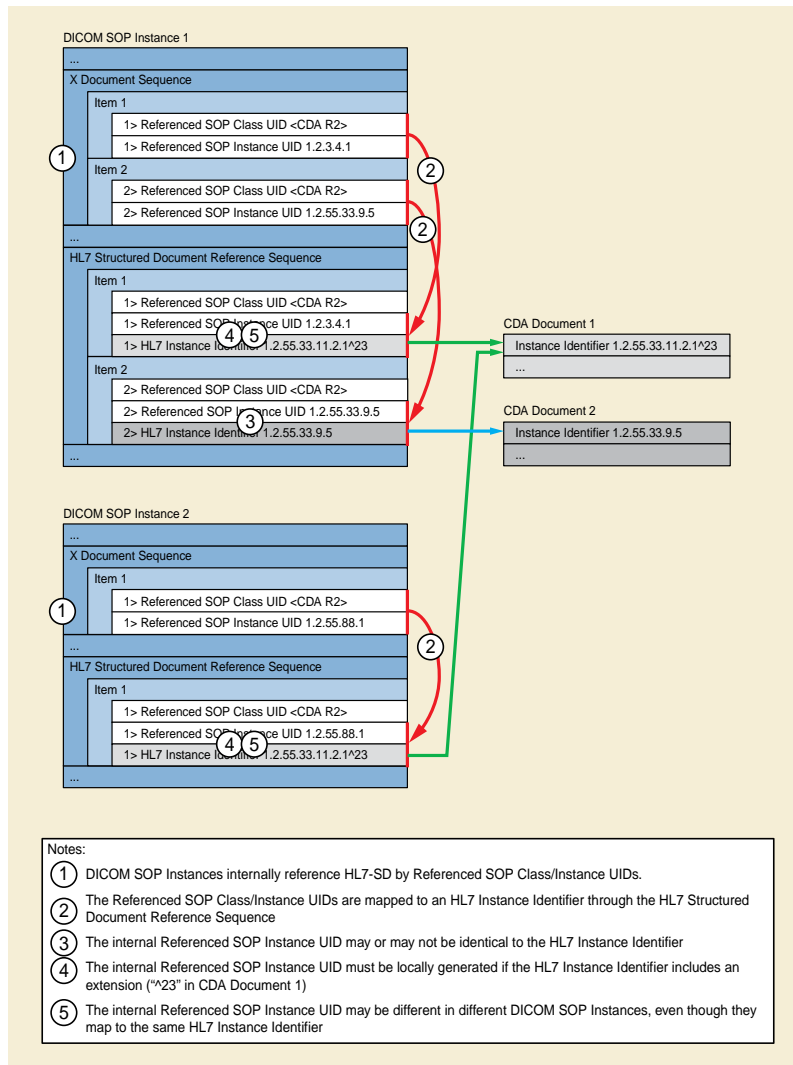 DICOM SOP Instance 1
...
X Document Sequence
Item 1
1> Referenced SOP Class UID <CDA R2>
1> Referenced SOP Instance UID 1.2.3.4.1
1
Item 2
2
2> Referenced SOP Class UID <CDA R2>
2> Referenced SOP Instance UID 1.2.55.33.9.5
2
...
HL7 Structured Document Reference Sequence
Item 1
1> Referenced SOP Class UID <CDA R2>
1> Referenced SOP Instance UID 1.2.3.4.1
4 5
1> HL7 Instance Identifier 1.2.55.33.11.2.1^23
Item 2
2> Referenced SOP Class UID <CDA R2>
2> Referenced SOP Instance UID 1.2.55.33.9.5
3
2> HL7 Instance Identifier 1.2.55.33.9.5
...
CDA Document 1
Instance Identifier 1.2.55.33.11.2.1^23
...
CDA Document 2
Instance Identifier 1.2.55.33.9.5
...
DICOM SOP Instance 2
...
X Document Sequence
Item 1
1> Referenced SOP Class UID <CDA R2>
1
1> Referenced SOP Instance UID 1.2.55.88.1
2
...
HL7 Structured Document Reference Sequence
Item 1
1> Referenced SOP Class UID <CDA R2>
1> Referenced SOP Instance UID 1.2.55.88.1
4 5
1> HL7 Instance Identifier 1.2.55.33.11.2.1^23
...
Notes:
1 DICOM SOP Instances internally reference HL7-SD by Referenced SOP Class/Instance UIDs.
2 The Referenced SOP Class/Instance UIDs are mapped to an HL7 Instance Identifier through the HL7 Structured
Document Reference Sequence
3 The internal Referenced SOP Instance UID may or may not be identical to the HL7 Instance Identifier
4 The internal Referenced SOP Instance UID must be locally generated if the HL7 Instance Identifier includes an
extension (“^23” in CDA Document 1)
5 The internal Referenced SOP Instance UID may be different in different DICOM SOP Instances, even though they
map to the same HL7 Instance Identifier